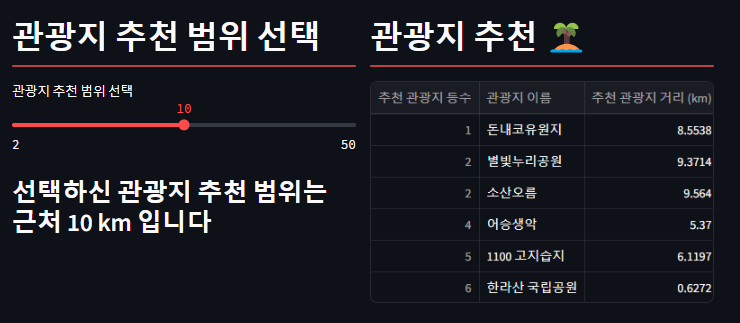 관광지 추천 범위 선택
관광지 추천 범위 선택
10
2 50
선택하신 관광지 추천 범위는
근처 10 km 입니다
관광지 추천 🏝️
추천 관광지 등수 관광지 이름 추천 관광지 거리 (km)
1 돈내코유원지 8.5538
2 별빛누리공원 9.3714
2 소산오름 9.564
4 어승생악 5.37
5 1100 고지습지 6.1197
6 한라산 국립공원 0.6272